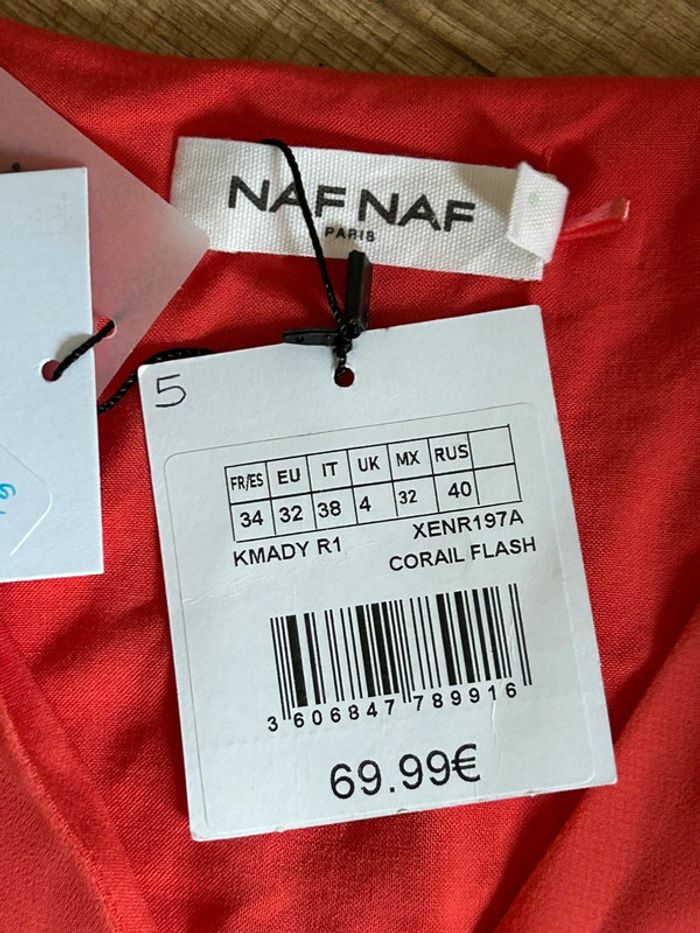 NAF NAF
PARIS
5
FR/ES EU IT UK MX RUS
34 32 38 4 32 40
KMADY R1 XENR197A
CORAIL FLASH
3 606847 789916
69.99€